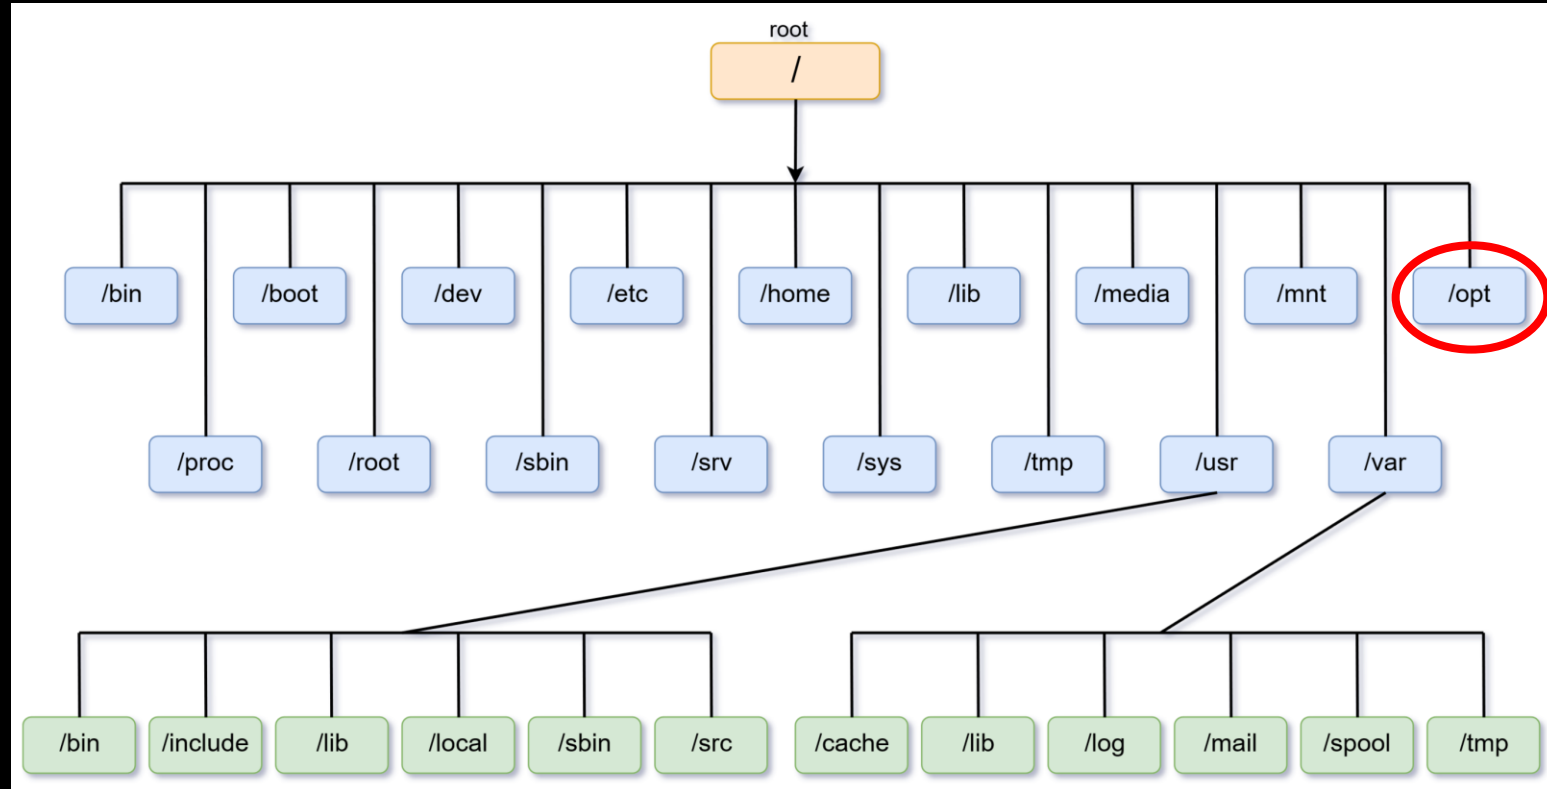 root
/
/bin
/boot
/dev
/etc
/home
/lib
/media
/mnt
/opt
/proc
/root
/sbin
/srv
/sys
/tmp
/usr
/var
/bin
/include
/lib
/local
/sbin
/src
/cache
/lib
/log
/mail
/spool
/tmp